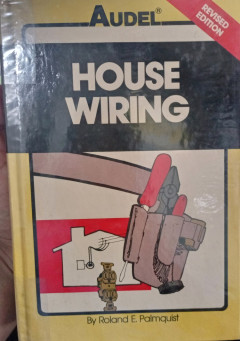 AUDEL®
REVISED
EDITION
HOUSE
WIRING
By Roland E. Palmquist